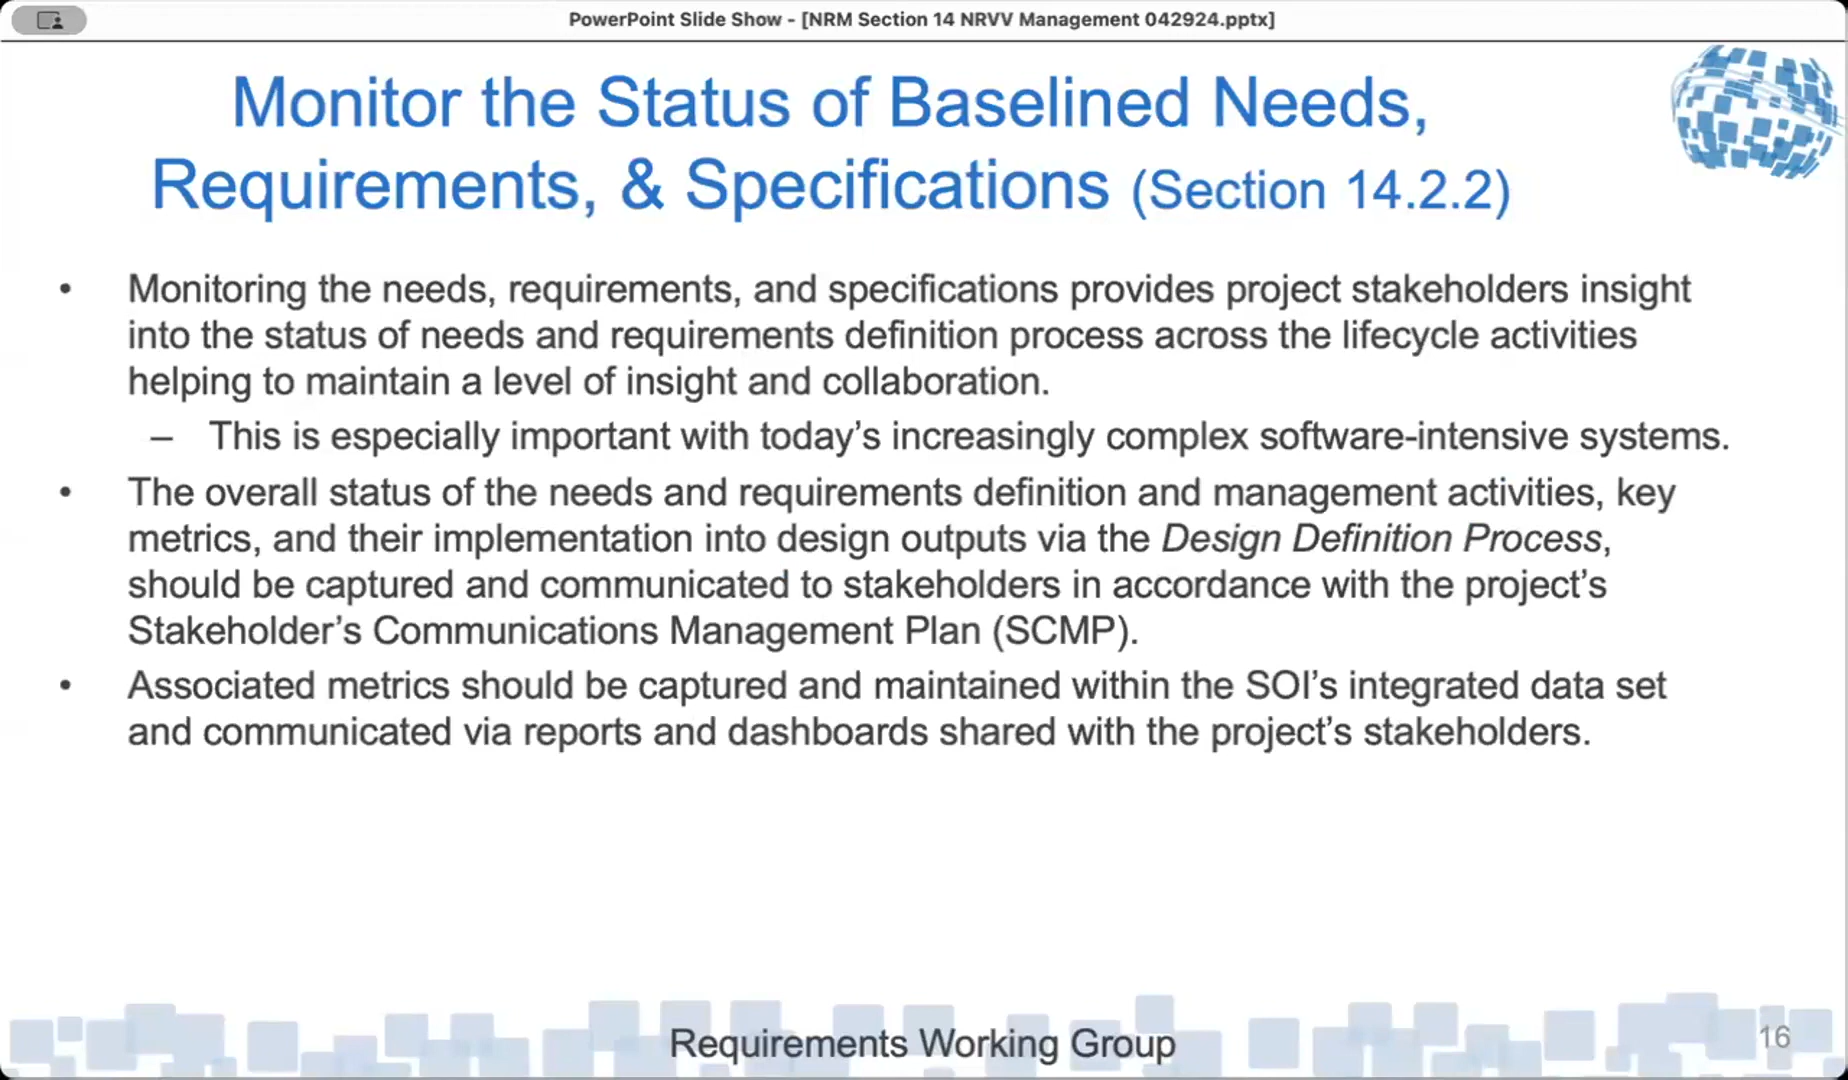 PowerPoint Slide Show - [NRM Section 14 NRVV Management 042924.pptx]
Monitor the Status of Baselined Needs,
Requirements, & Specifications (Section 14.2.2)
• Monitoring the needs, requirements, and specifications provides project stakeholders insight
into the status of needs and requirements definition process across the lifecycle activities
helping to maintain a level of insight and collaboration.
– This is especially important with today’s increasingly complex software-intensive systems.
• The overall status of the needs and requirements definition and management activities, key
metrics, and their implementation into design outputs via the Design Definition Process,
should be captured and communicated to stakeholders in accordance with the project’s
Stakeholder’s Communications Management Plan (SCMP).
• Associated metrics should be captured and maintained within the SOI’s integrated data set
and communicated via reports and dashboards shared with the project’s stakeholders.
Requirements Working Group
16